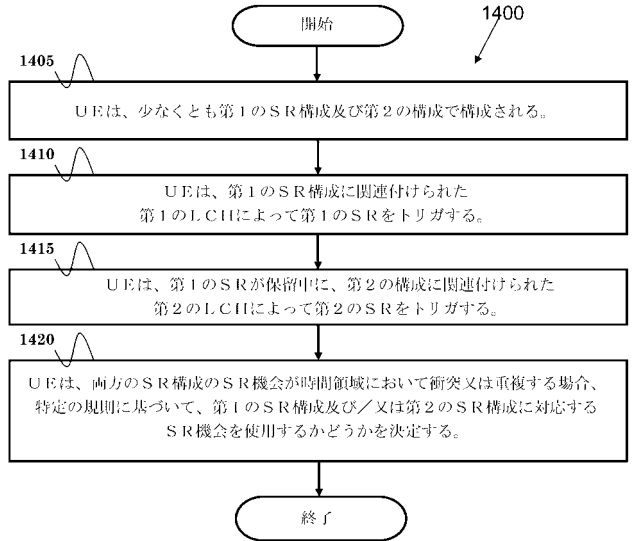 開始
1400
1405
UEは、少なくとも第1のSR構成及び第2の構成で構成される。
1410
UEは、第1のSR構成に関連付けられた
第1のLCHによって第1のSRをトリガする。
1415
UEは、第1のSRが保留中に、第2の構成に関連付けられた
第2のLCHによって第2のSRをトリガする。
1420
UEは、両方のSR構成のSR機会が時間領域において衝突又は重複する場合、
特定の規則に基づいて、第1のSR構成及び/又は第2のSR構成に対応する
SR機会を使用するかどうかを決定する。
終了